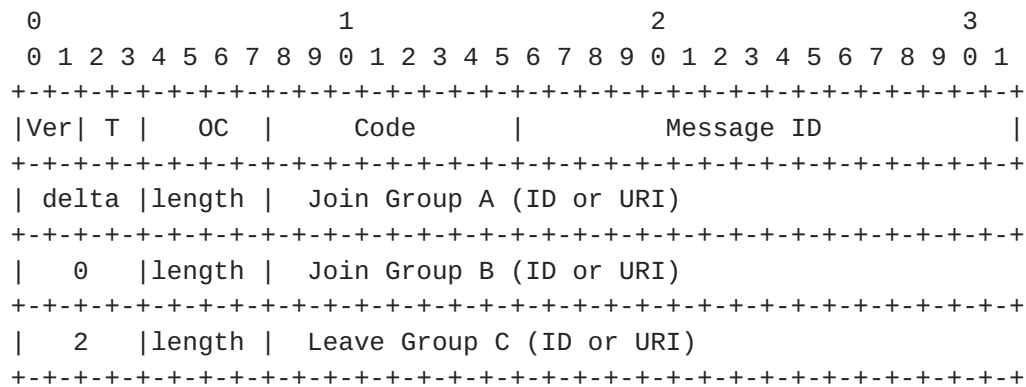 0                   1                   2                   3
 0 1 2 3 4 5 6 7 8 9 0 1 2 3 4 5 6 7 8 9 0 1 2 3 4 5 6 7 8 9 0 1
+-+-+-+-+-+-+-+-+-+-+-+-+-+-+-+-+-+-+-+-+-+-+-+-+-+-+-+-+-+-+-+-+
|Ver| T |   OC  |     Code      |         Message ID            |
+-+-+-+-+-+-+-+-+-+-+-+-+-+-+-+-+-+-+-+-+-+-+-+-+-+-+-+-+-+-+-+-+
| delta |length |  Join Group A (ID or URI)
+-+-+-+-+-+-+-+-+-+-+-+-+-+-+-+-+-+-+-+-+-+-+-+-+-+-+-+-+-+-+-+-+
|   0   |length |  Join Group B (ID or URI)
+-+-+-+-+-+-+-+-+-+-+-+-+-+-+-+-+-+-+-+-+-+-+-+-+-+-+-+-+-+-+-+-+
|   2   |length |  Leave Group C (ID or URI)
+-+-+-+-+-+-+-+-+-+-+-+-+-+-+-+-+-+-+-+-+-+-+-+-+-+-+-+-+-+-+-+-+